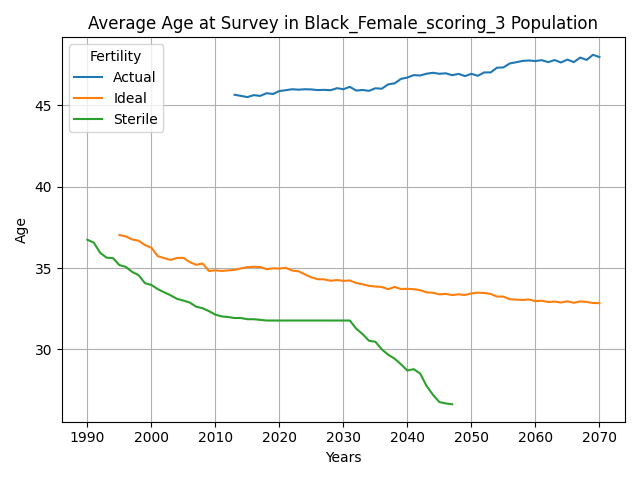 Average Age at Survey in Black_Female_scoring_3 Population
Fertility
Actual
Ideal
Sterile
Age
45
40
35
30
1990 2000 2010 2020 2030 2040 2050 2060 2070
Years